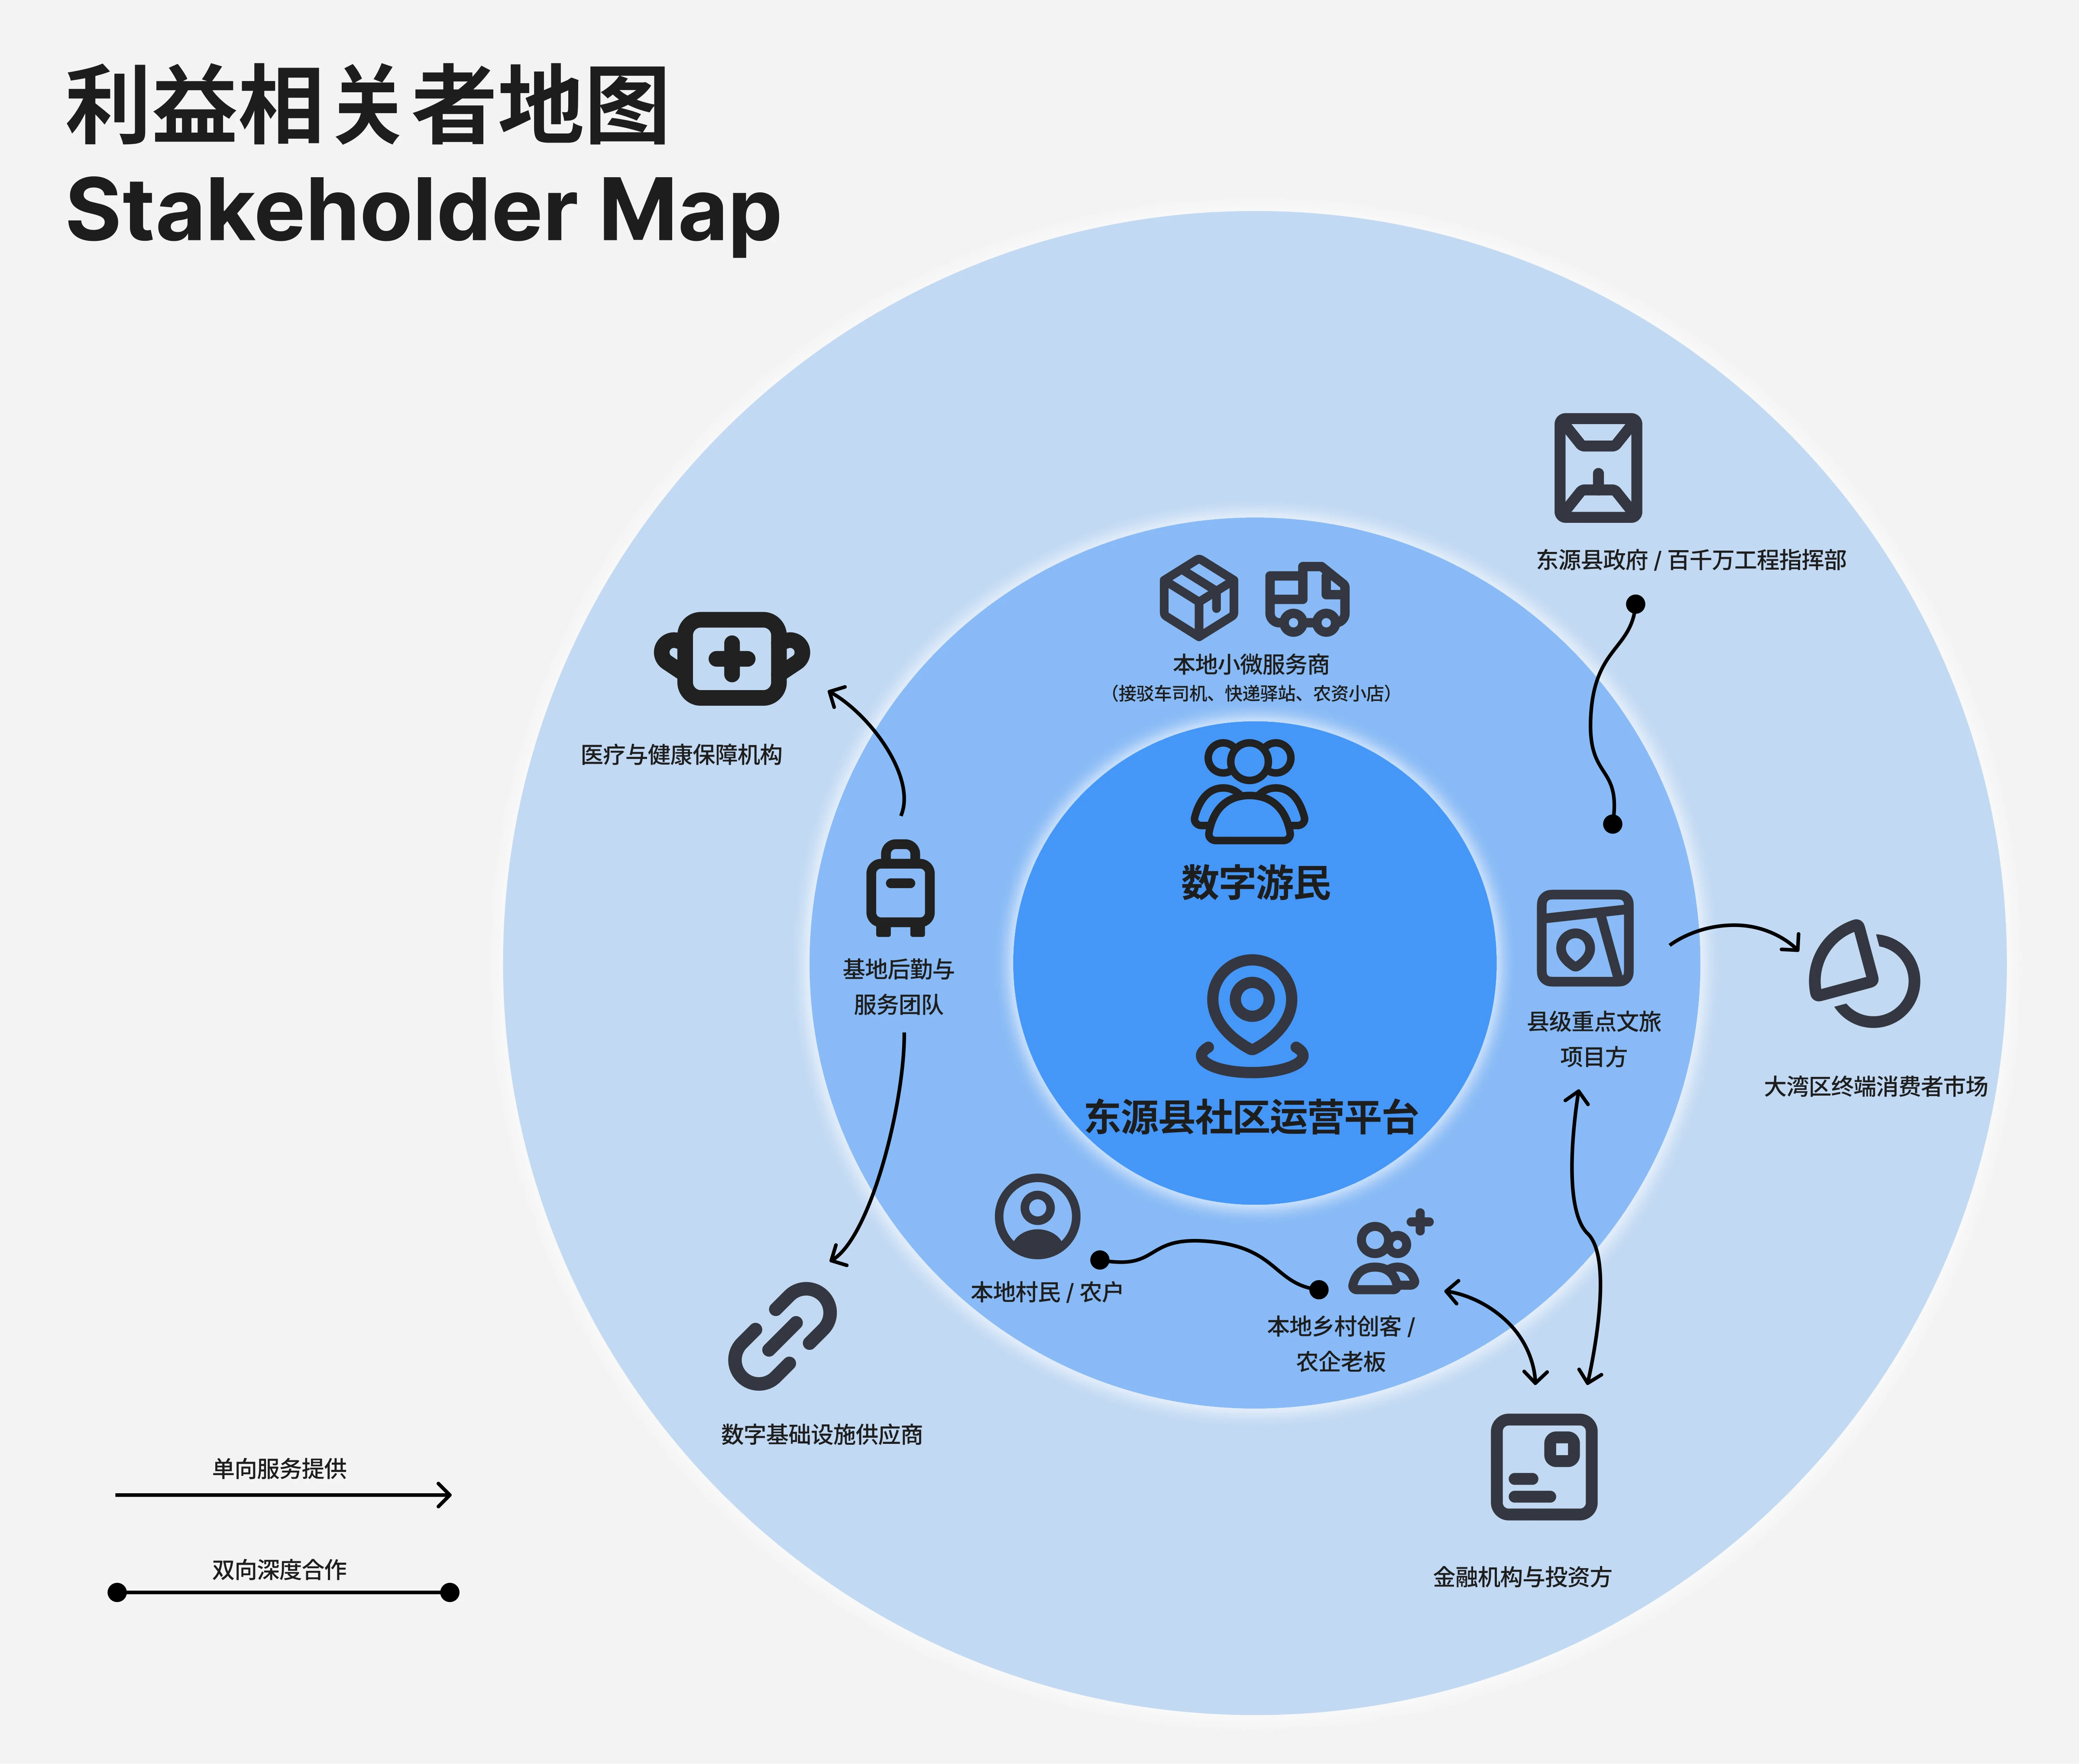 利益相关者地图
Stakeholder Map
东源县政府 / 百千万工程指挥部
本地小微服务商
（接驳车司机、快递驿站、农资小店）
医疗与健康保障机构
数字游民
基地后勤与
服务团队
县级重点文旅
项目方
大湾区终端消费者市场
东源县社区运营平台
本地村民 / 农户
本地乡村创客 /
农企老板
数字基础设施供应商
金融机构与投资方
单向服务提供
双向深度合作